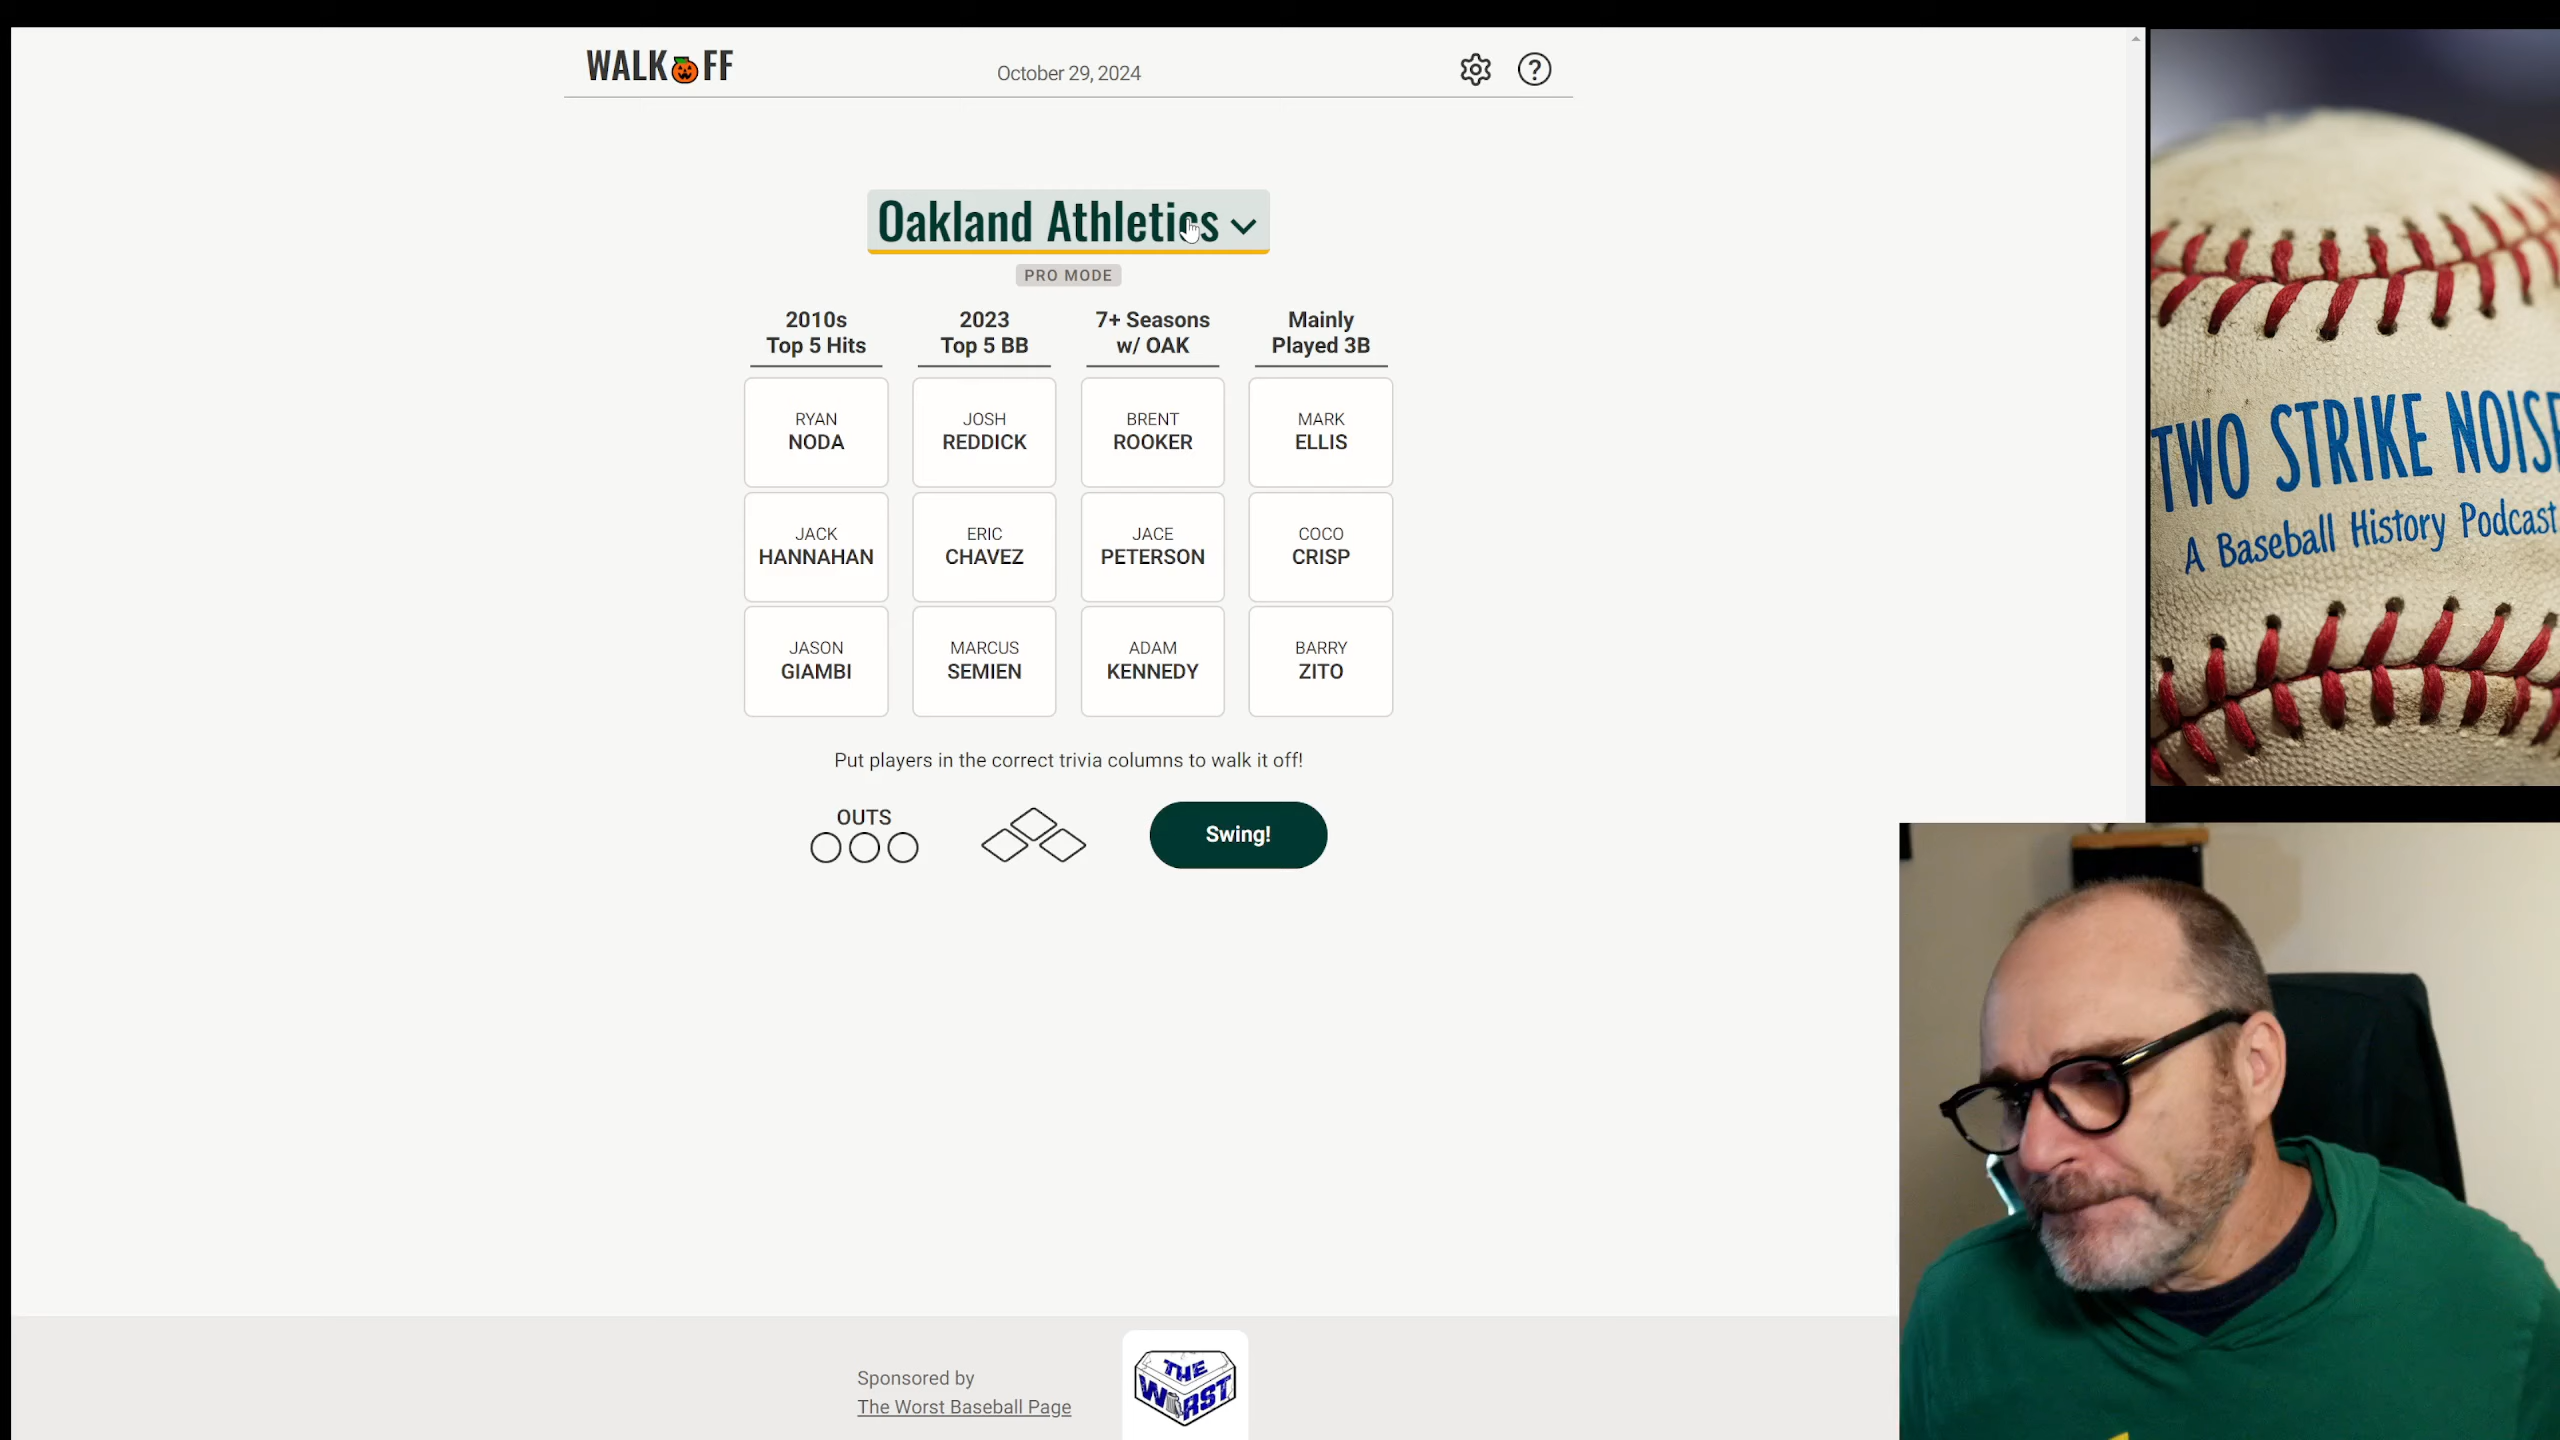 WALK FF
October 29, 2024
Oakland Athletics
PRO MODE
2010s
Top 5 Hits
2023
Top 5 BB
7+ Seasons
w/ OAK
Mainly
Played 3B
RYAN
NODA
JOSH
REDDICK
BRENT
ROOKER
MARK
ELLIS
JACK
HANNAHAN
ERIC
CHAVEZ
JACE
PETERSON
COCO
CRISP
JASON
GIAMBI
MARCUS
SEMIEN
ADAM
KENNEDY
BARRY
ZITO
Put players in the correct trivia columns to walk it off!
OUTS
Swing!
Sponsored by
The Worst Baseball Page
THE
WORST
TWO STRIKE NOISE
A Baseball History Podcast